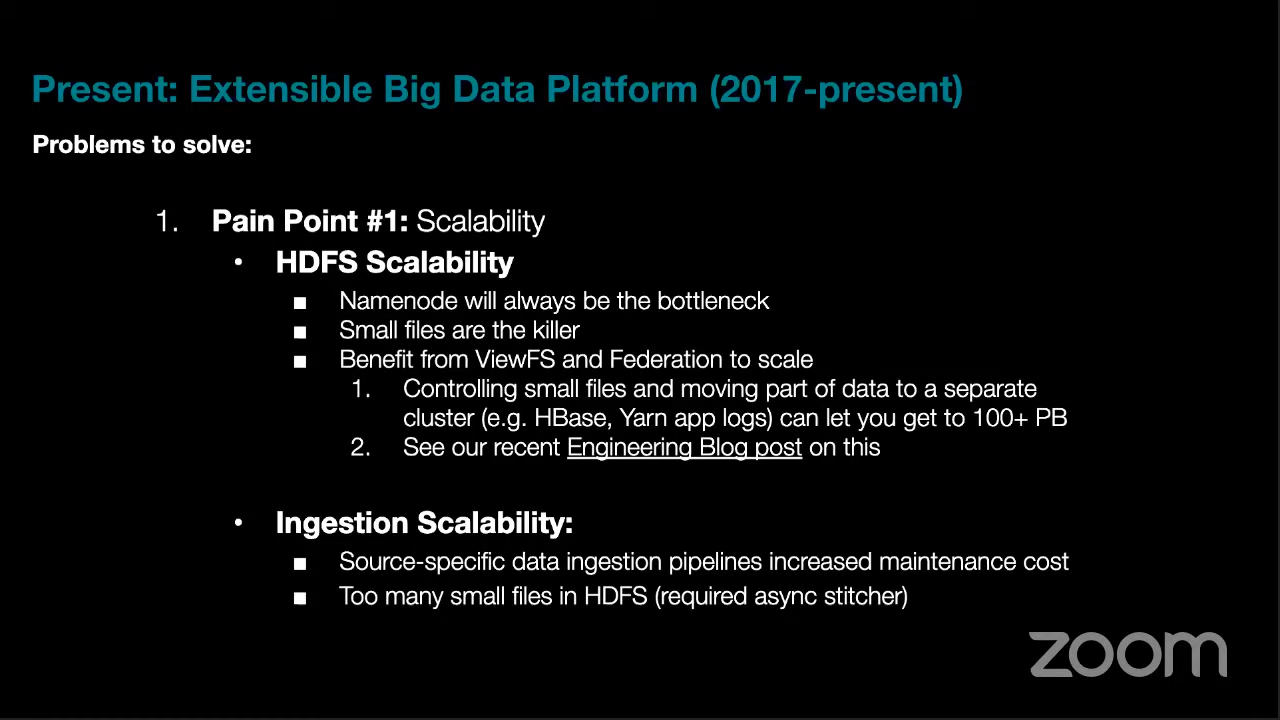 Present: Extensible Big Data Platform (2017-present)
Problems to solve:
1. Pain Point #1: Scalability
• HDFS Scalability
■ Namenode will always be the bottleneck
■ Small files are the killer
■ Benefit from ViewFS and Federation to scale
1. Controlling small files and moving part of data to a separate
cluster (e.g. HBase, Yarn app logs) can let you get to 100+ PB
2. See our recent Engineering Blog post on this
• Ingestion Scalability:
■ Source-specific data ingestion pipelines increased maintenance cost
■ Too many small files in HDFS (required async stitcher)
zoom